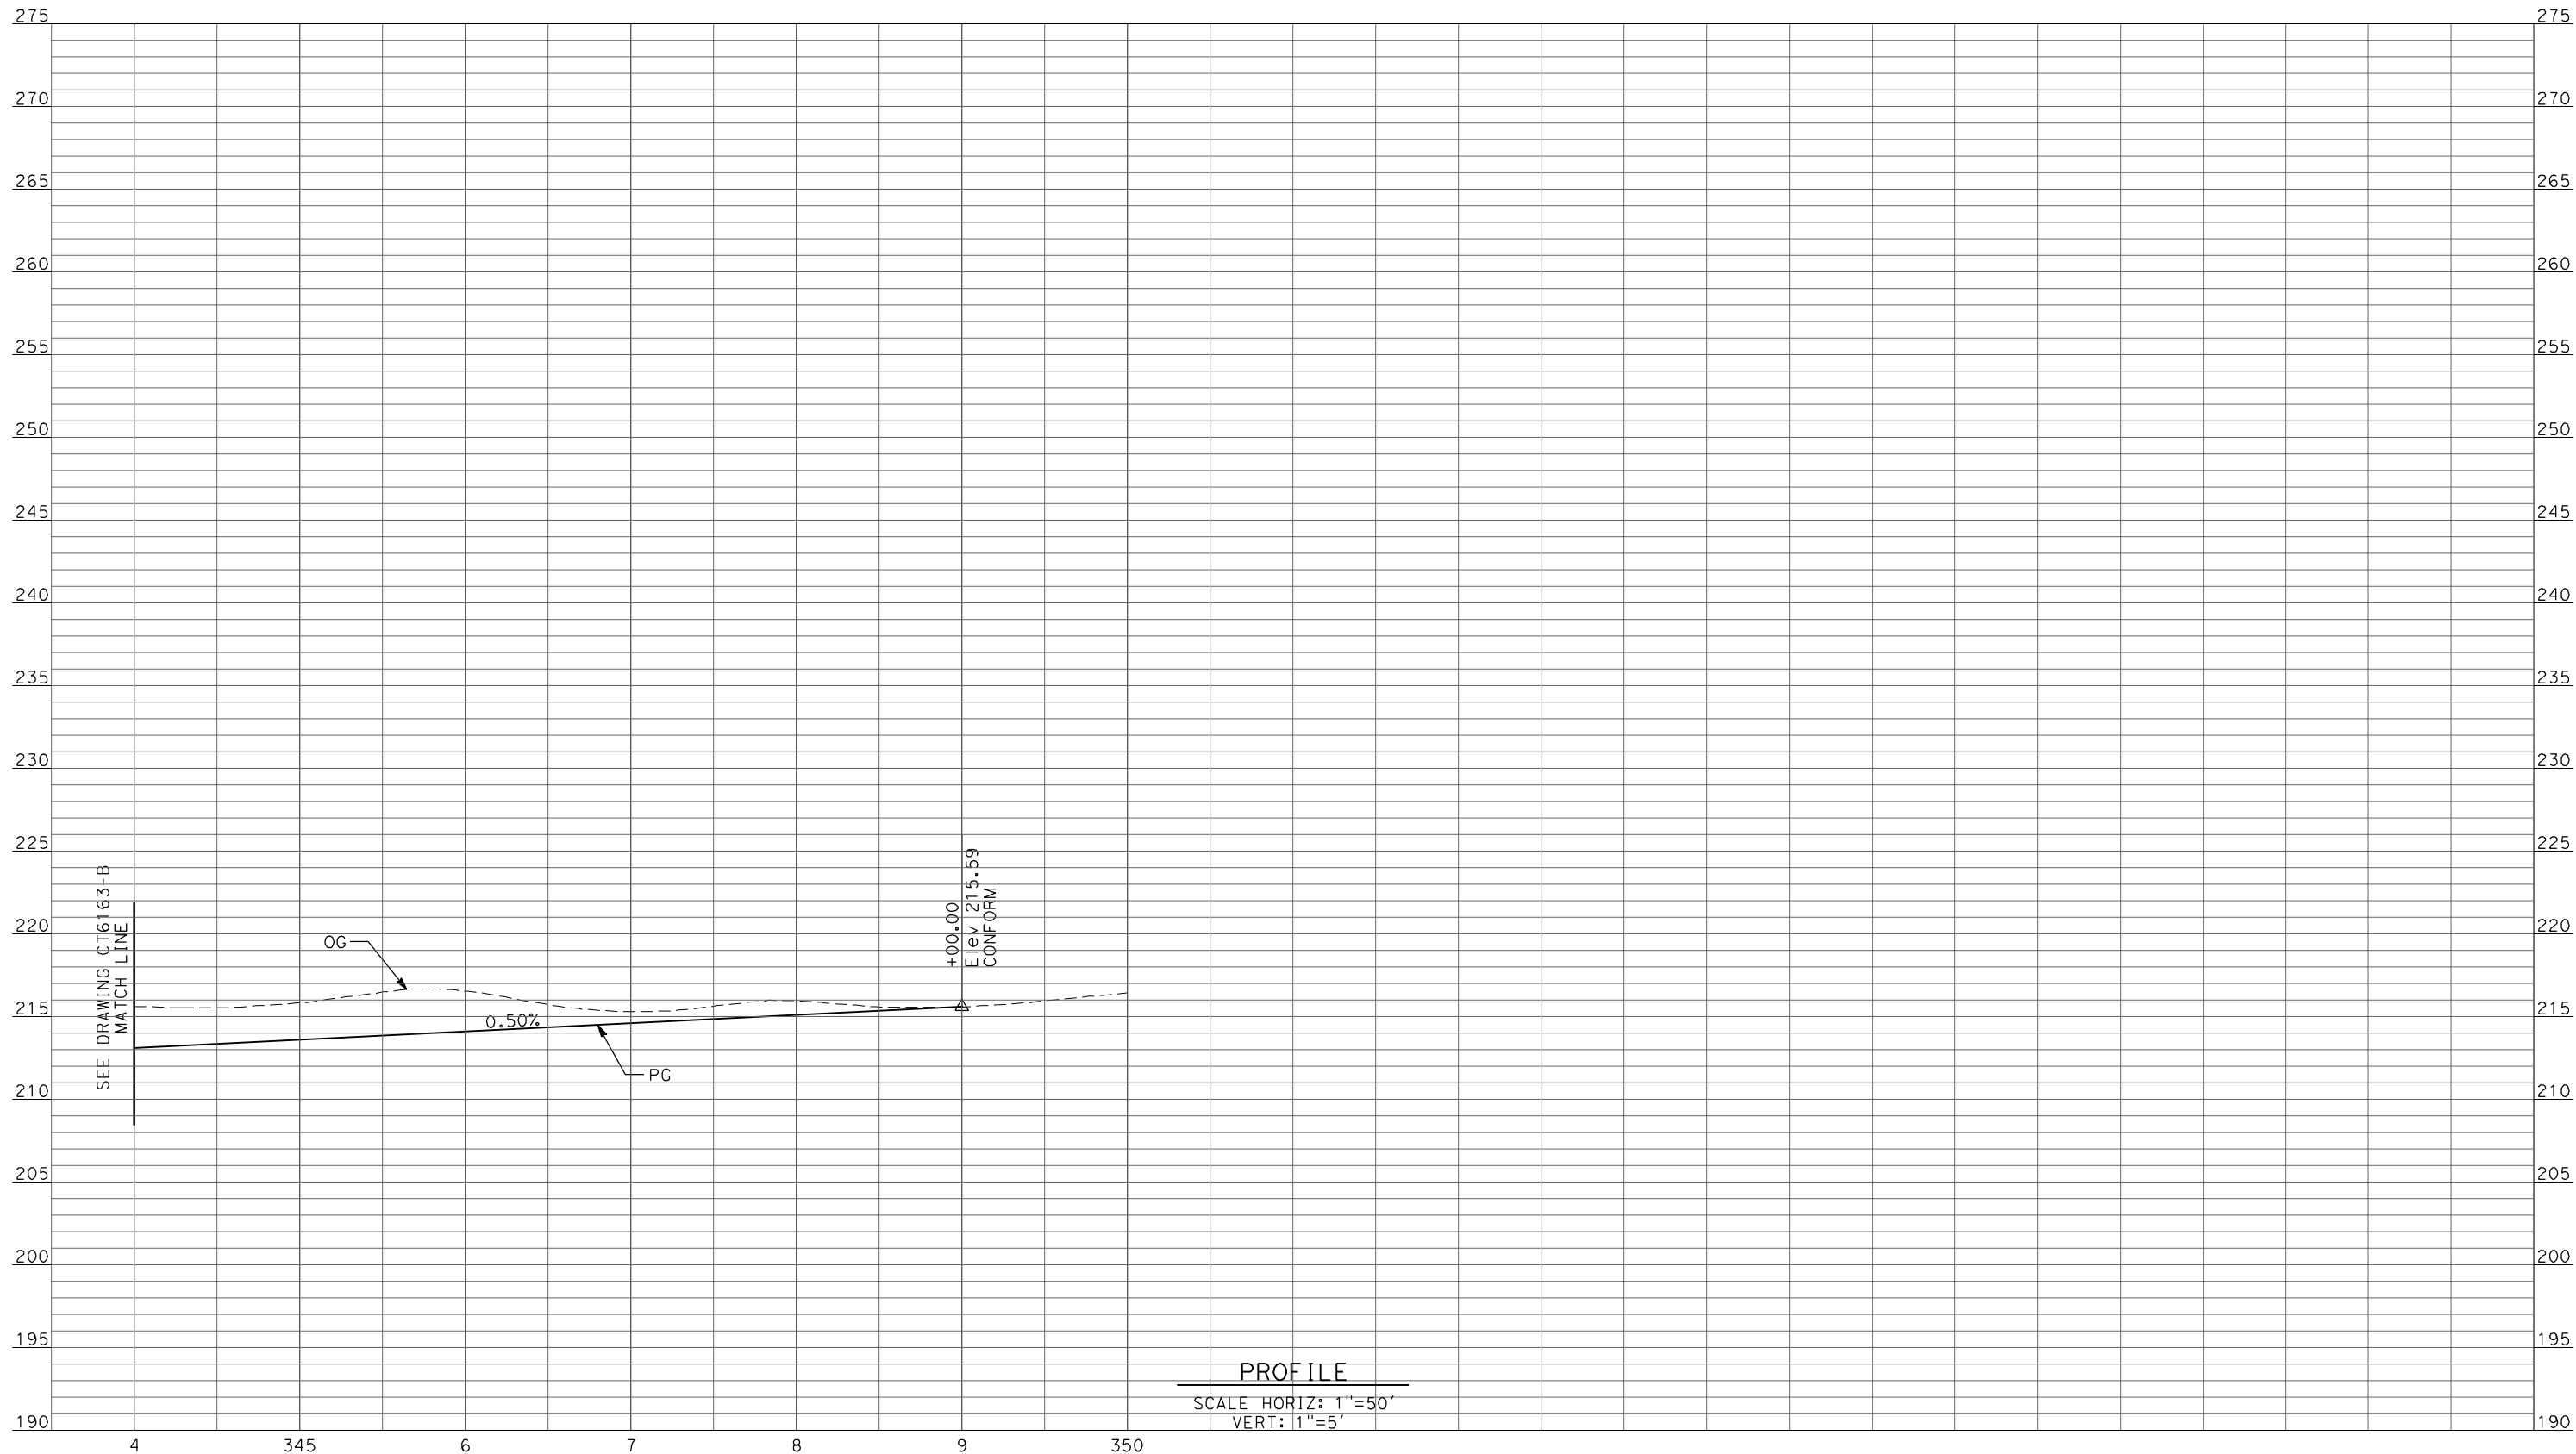 275 275
270 270
265 265
260 260
255 255
250 250
245 245
240 240
235 235
230 230
225 225
220 220
215 215
210 210
205 205
200 200
195 195
190 190
SEE DRAWING CT6163-B
MATCH LINE
OG
0.50%
PG
+00.00
Elev 215.59
CONFORM
PROFILE
SCALE HORIZ: 1"=50'
VERT: 1"=5'
4 345 6 7 8 9 350